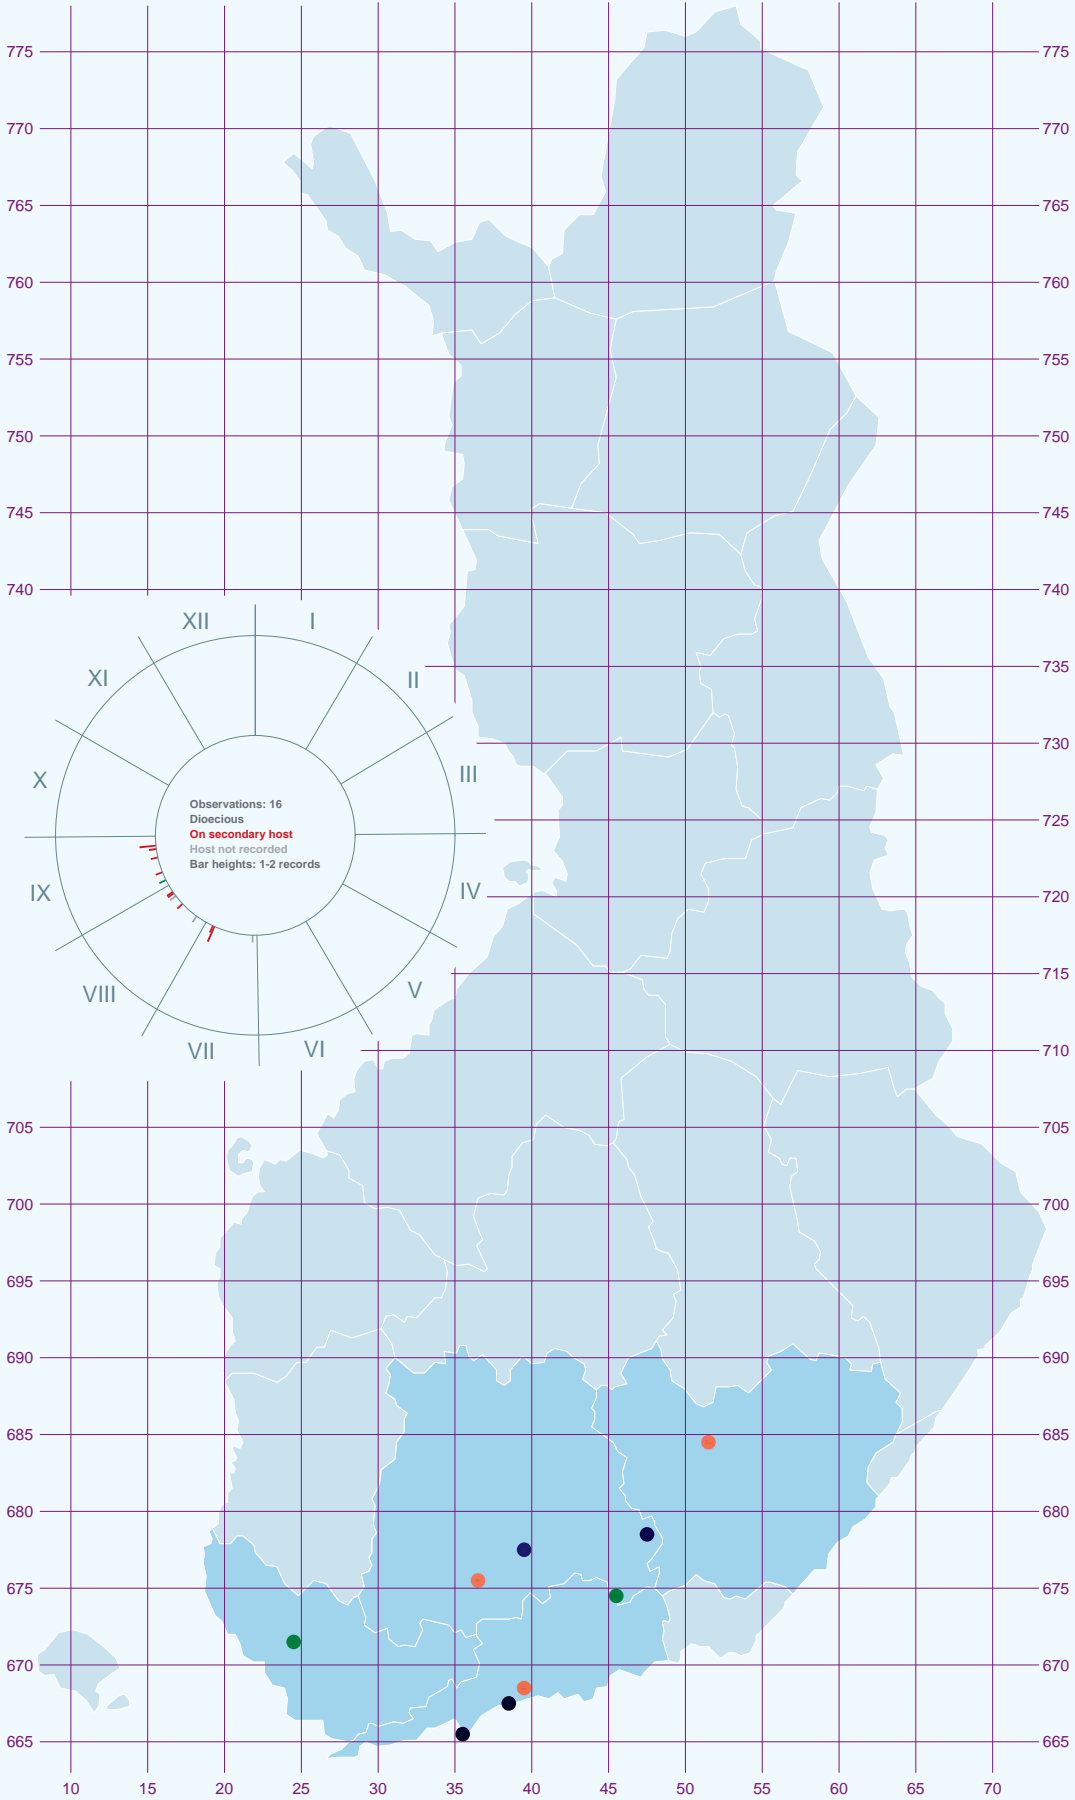 775 775
770 770
765 765
760 760
755 755
750 750
745 745
740 740
XII I
735
XI II
730
X III
725
Observations: 16
Dioecious
On secondary host
Host not recorded
Bar heights: 1-2 records
IX IV
720
715
VIII V
VII VI
710
705 705
700 700
695 695
690 690
685 685
680 680
675 675
670 670
665 665
10 15 20 25 30 35 40 45 50 55 60 65 70